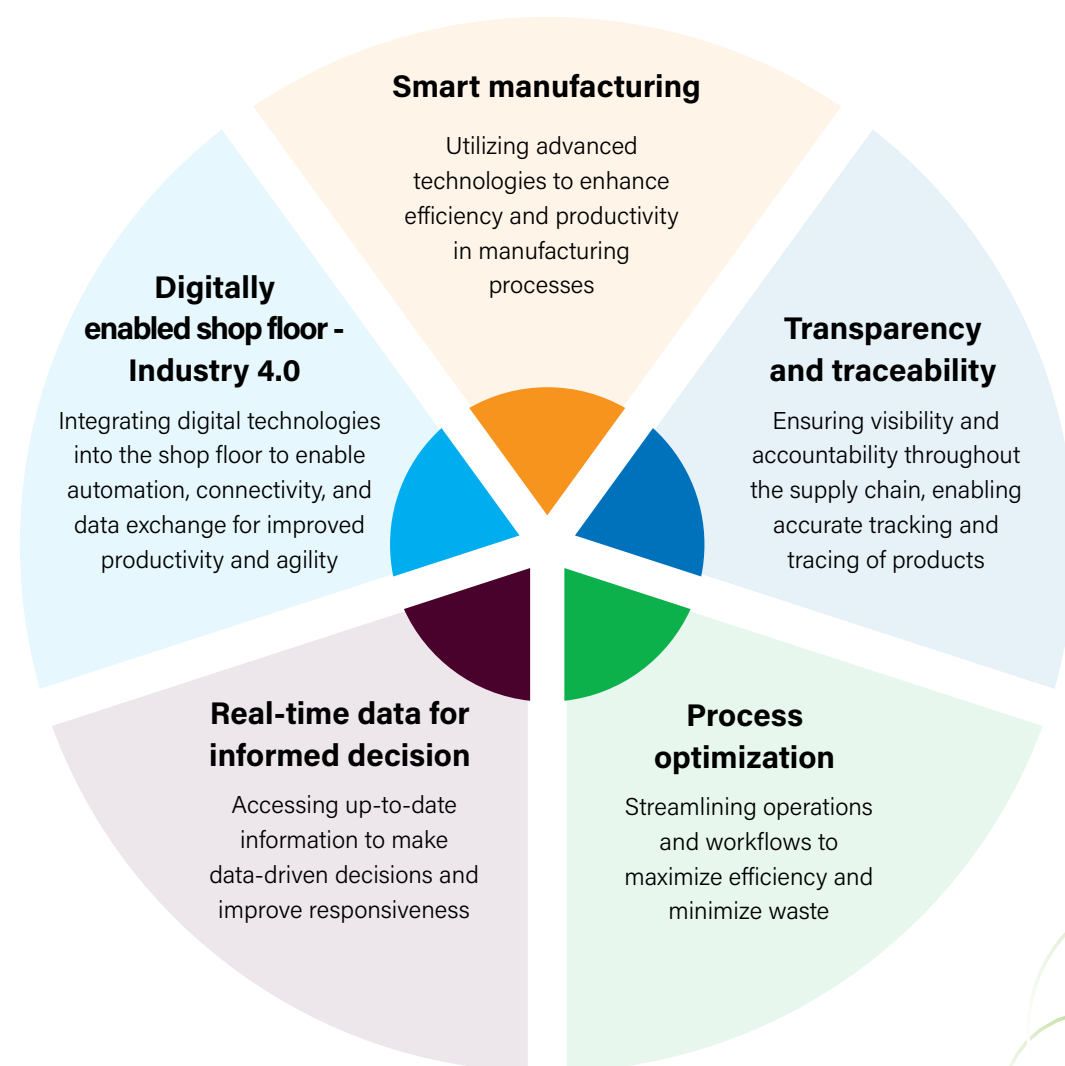 Smart manufacturing
Utilizing advanced
technologies to enhance
efficiency and productivity
in manufacturing
processes
Transparency
and traceability
Ensuring visibility and
accountability throughout
the supply chain, enabling
accurate tracking and
tracing of products
Process
optimization
Streamlining operations
and workflows to
maximize efficiency and
minimize waste
Real-time data for
informed decision
Accessing up-to-date
information to make
data-driven decisions and
improve responsiveness
Digitally
enabled shop floor -
Industry 4.0
Integrating digital technologies
into the shop floor to enable
automation, connectivity, and
data exchange for improved
productivity and agility